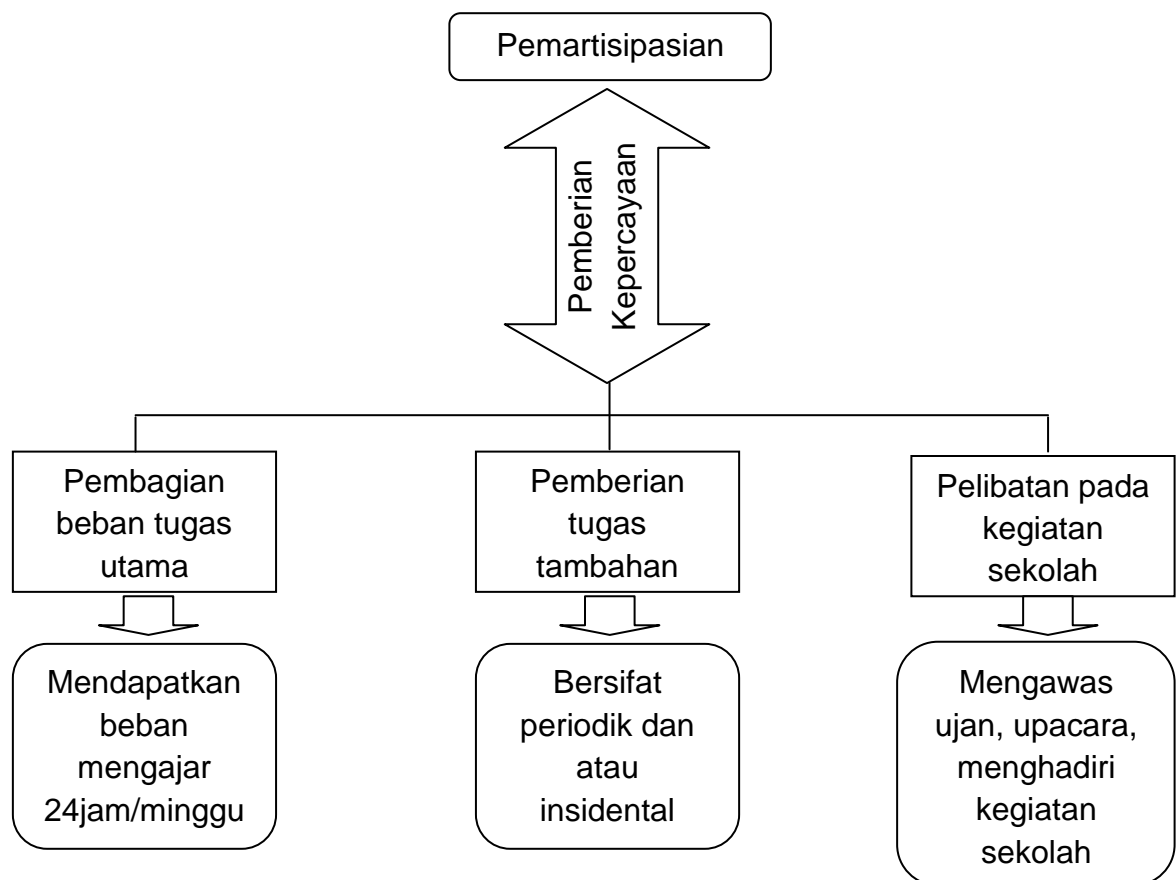 Pemartisipasian
Pemberian
Kepercayaan
Pembagian
beban tugas
utama
Pemberian
tugas
tambahan
Pelibatan pada
kegiatan
sekolah
Mendapatkan
beban
mengajar
24jam/minggu
Bersifat
periodik dan
atau
insidental
Mengawas
ujan, upacara,
menghadiri
kegiatan
sekolah